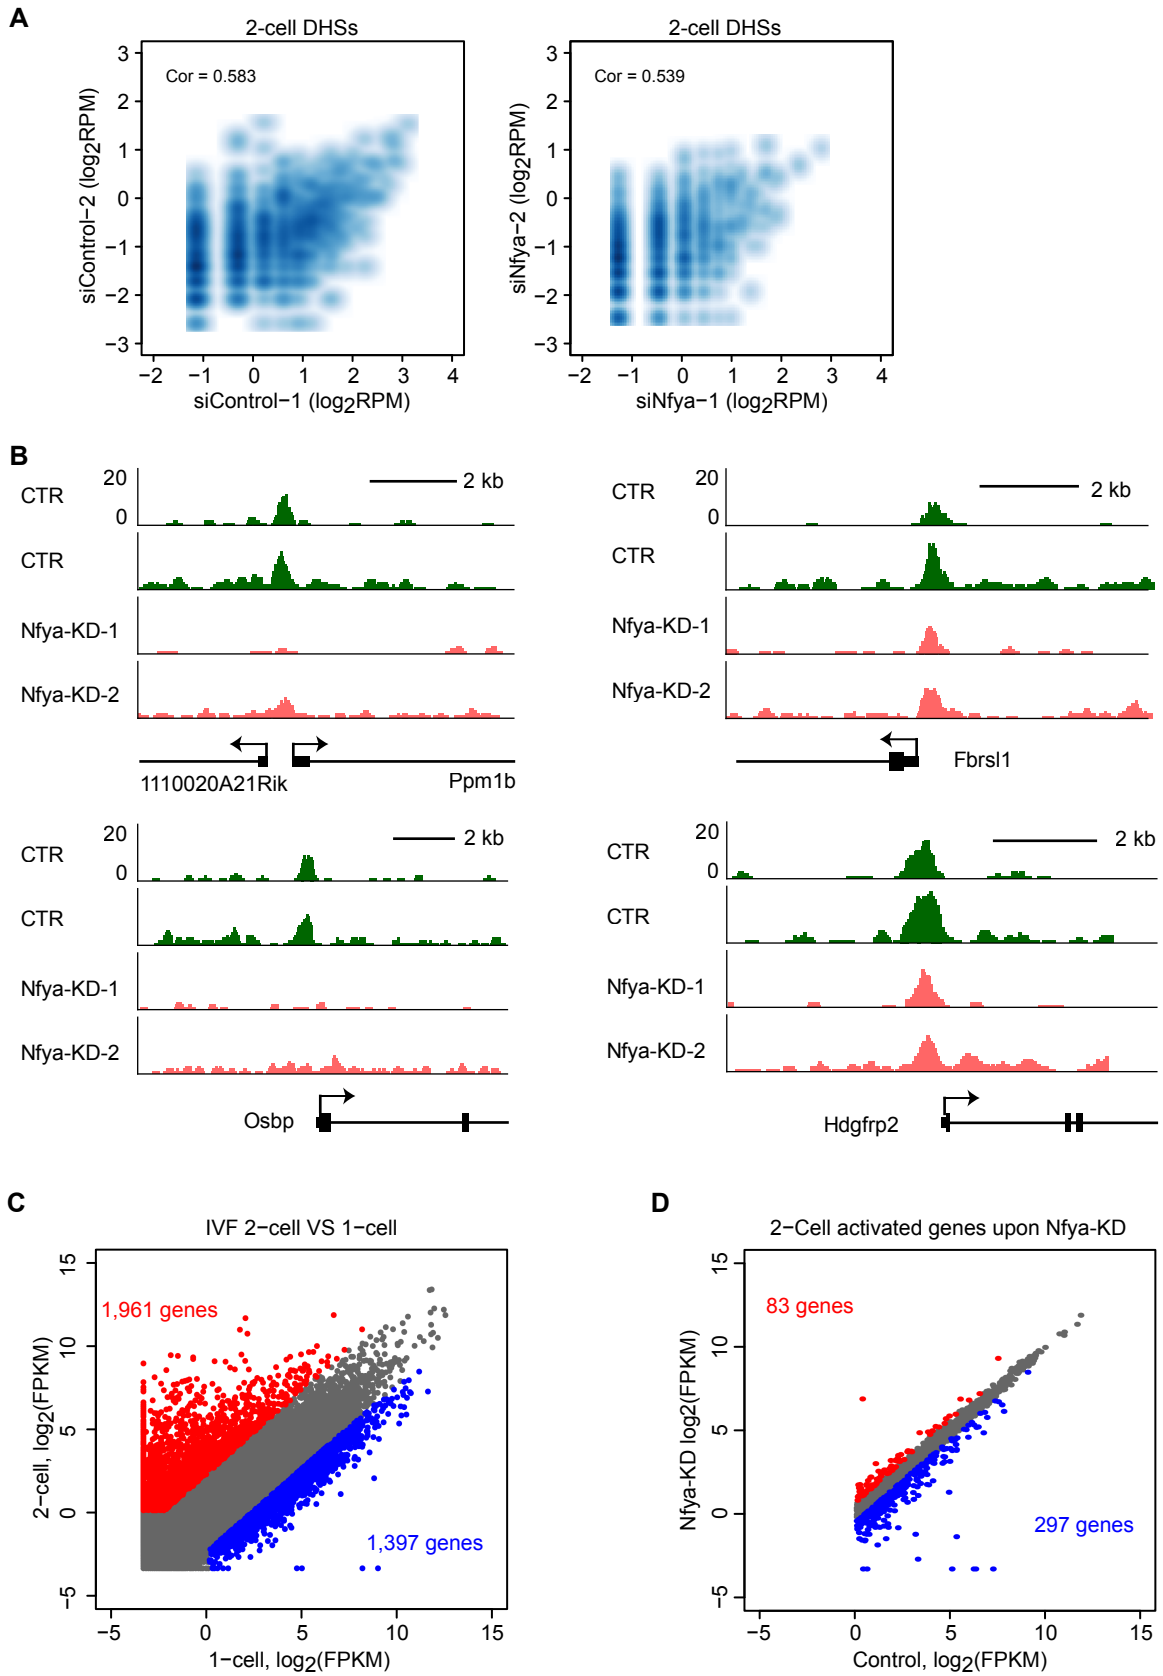 A
2-cell DHSs
2-cell DHSs
3
2
1
0
−1
−2
−3
Cor = 0.583
siControl−2 (log2RPM)
−2 −1 0 1 2 3 4
siControl−1 (log2RPM)
3
2
1
0
−1
−2
−3
Cor = 0.539
siNfya−2 (log2RPM)
−2 −1 0 1 2 3 4
siNfya−1 (log2RPM)
B
CTR
20
0
2 kb
CTR
Nfya-KD-1
Nfya-KD-2
1110020A21Rik
Ppm1b
CTR
20
0
2 kb
CTR
Nfya-KD-1
Nfya-KD-2
Fbrsl1
CTR
20
0
2 kb
CTR
Nfya-KD-1
Nfya-KD-2
Osbp
CTR
20
0
2 kb
CTR
Nfya-KD-1
Nfya-KD-2
Hdgfrp2
C
IVF 2−cell VS 1−cell
15
10
5
0
−5
2−cell, log2(FPKM)
1,961 genes
1,397 genes
−5 0 5 10 15
1−cell, log2(FPKM)
D
2−Cell activated genes upon Nfya-KD
15
10
5
0
−5
Nfya-KD log2(FPKM)
83 genes
297 genes
−5 0 5 10 15
Control, log2(FPKM)